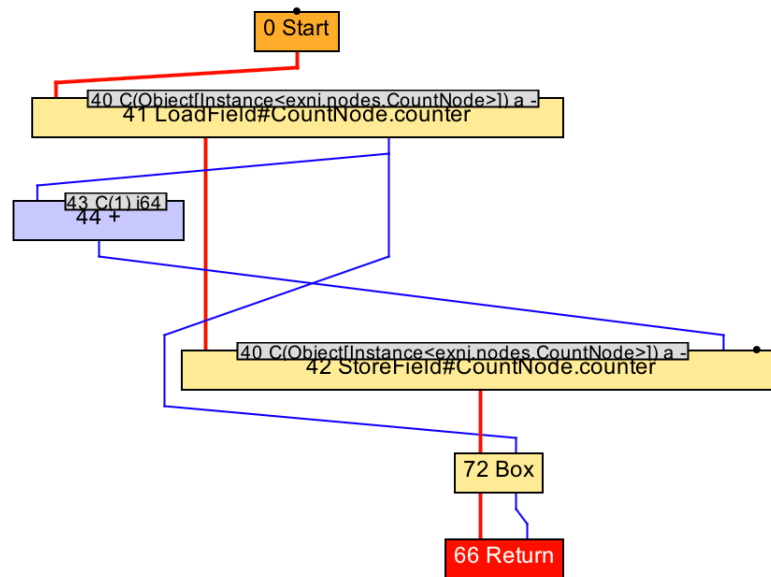 0 Start
40 C(Object[Instance<exni.nodes.CountNode>]) a -
41 LoadField#CountNode.counter
43 C(1) i64
44 +
40 C(Object[Instance<exni.nodes.CountNode>]) a -
42 StoreField#CountNode.counter
72 Box
66 Return